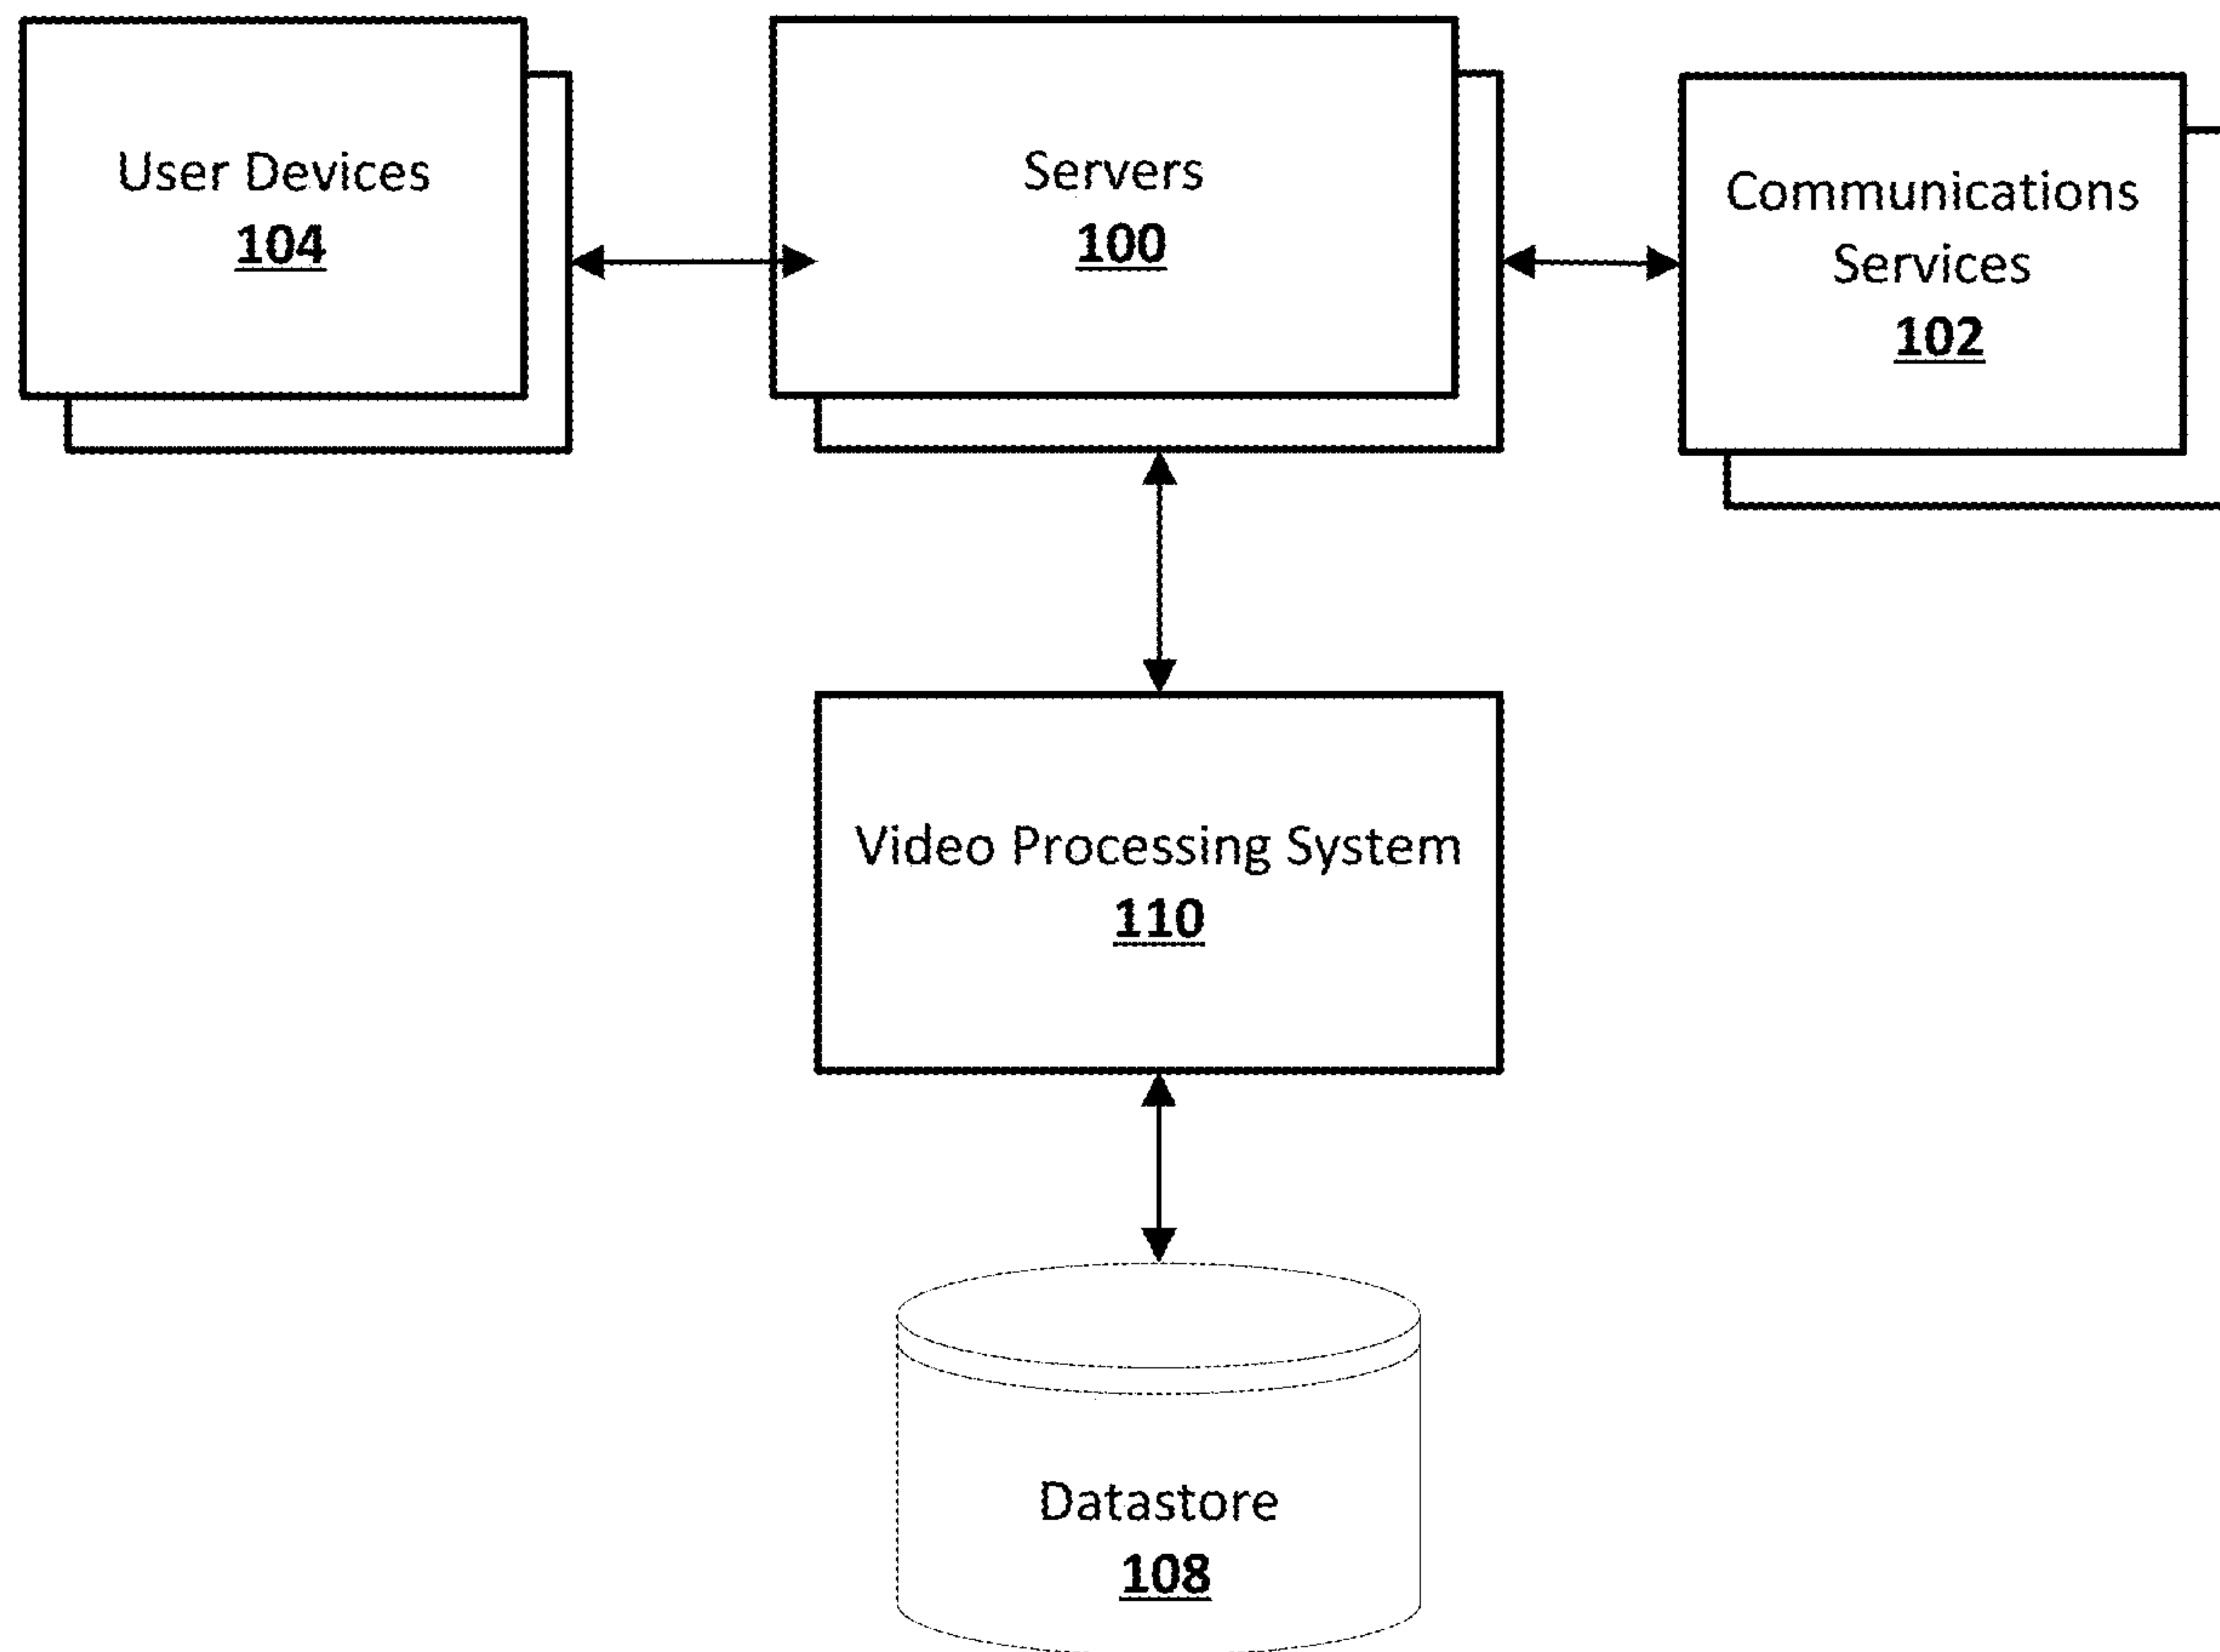 User Devices
104
Servers
100
Communications
Services
102
Video Processing System
110
Datastore
108